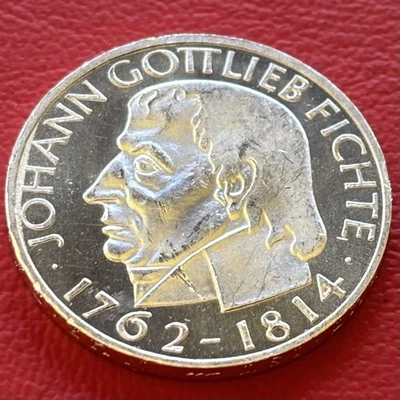 · JOHANN GOTTLIEB FICHTE ·
1762–1814